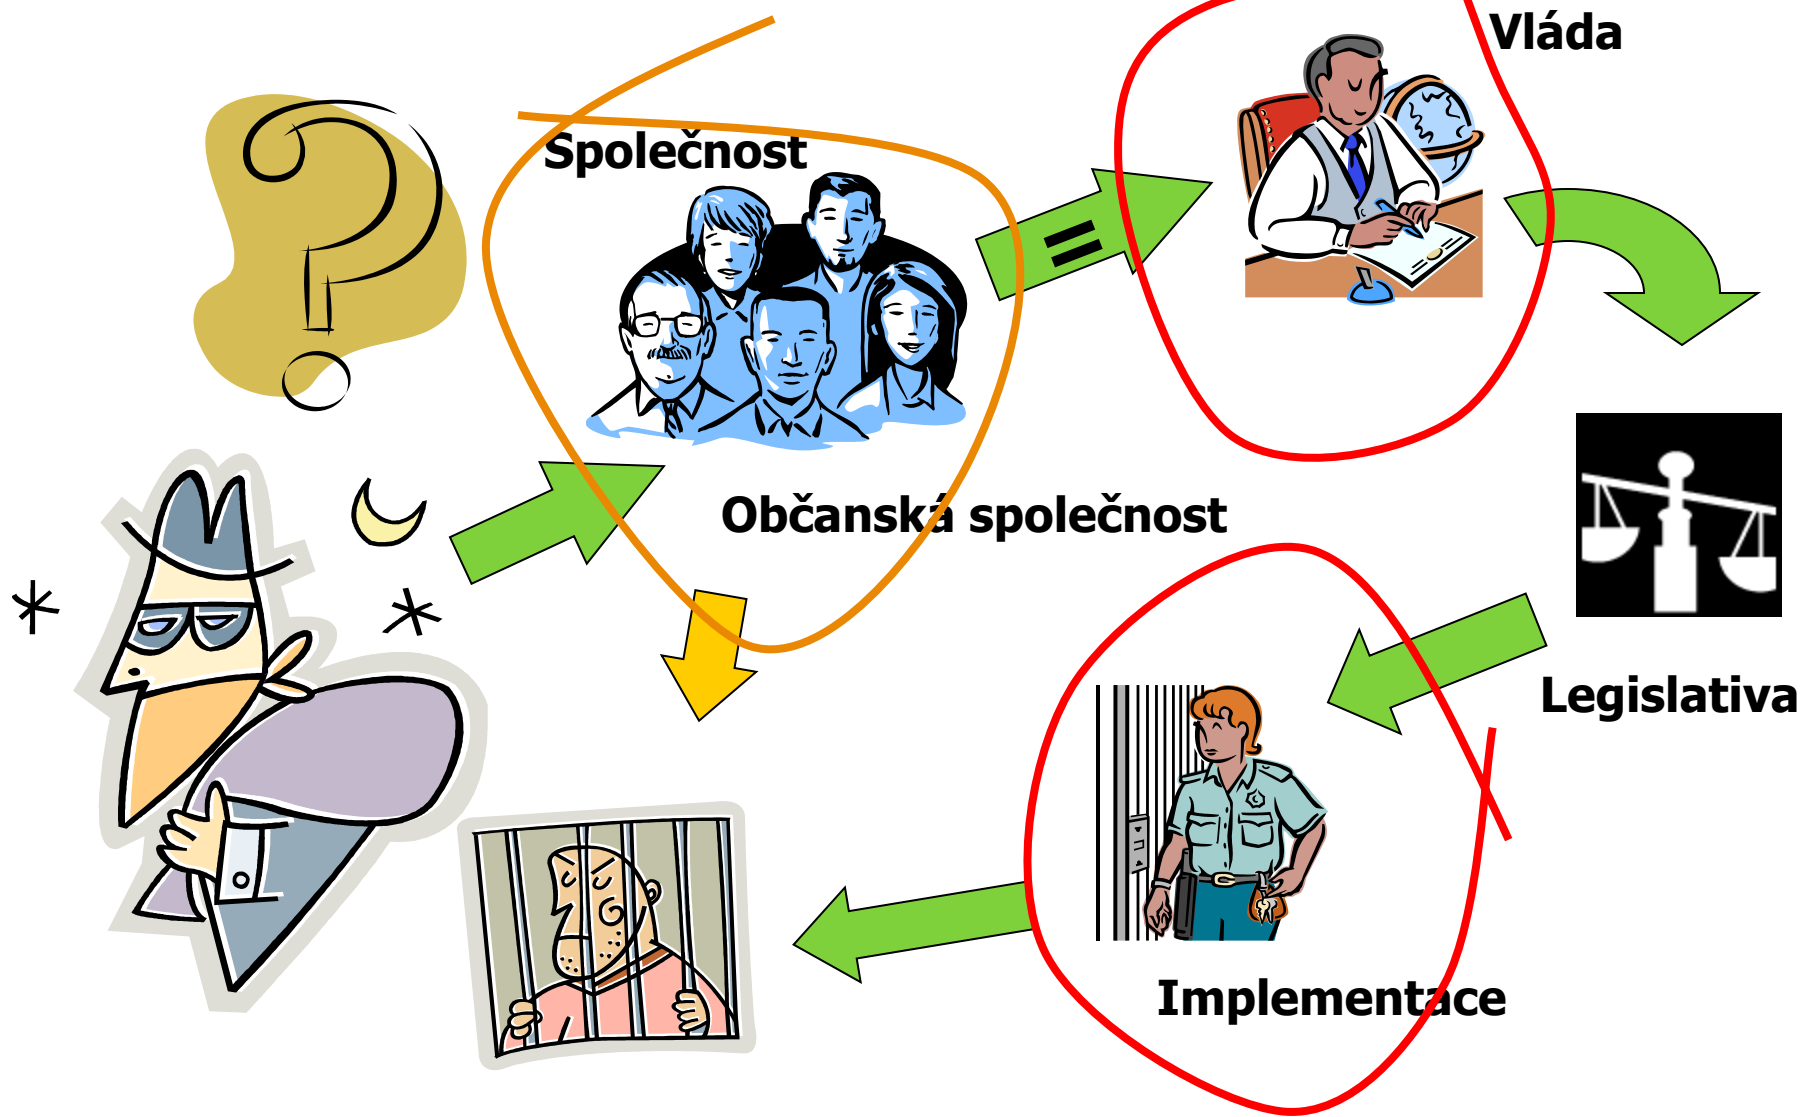 Vláda
Společnost
=
Občanská společnost
Legislativa
Implementace